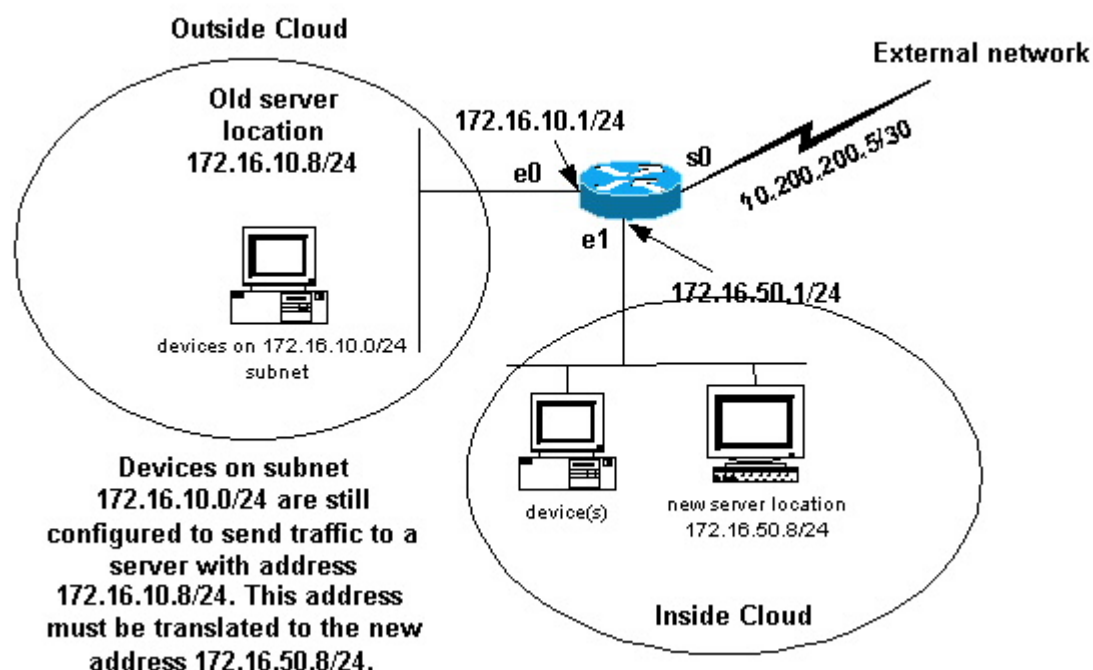 Outside Cloud
External network
Old server
location
172.16.10.8/24
172.16.10.1/24
e0
s0
10.200.200.5/30
e1
172.16.50.1/24
devices on 172.16.10.0/24
subnet
device(s)
new server location
172.16.50.8/24
Inside Cloud
Devices on subnet
172.16.10.0/24 are still
configured to send traffic to a
server with address
172.16.10.8/24. This address
must be translated to the new
address 172.16.50.8/24.